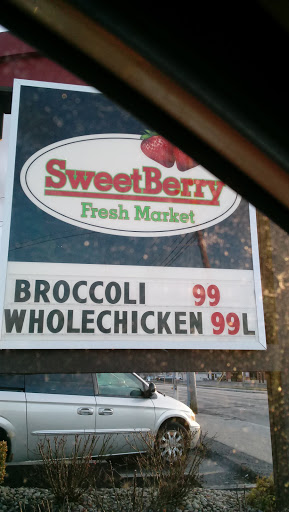 SweetBerry
Fresh Market
BROCCOLI 99
WHOLECHICKEN 99L